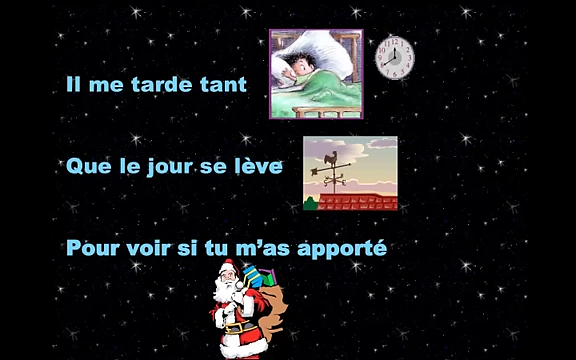 Il me tarde tant
Que le jour se lève
Pour voir si tu m’as apporté